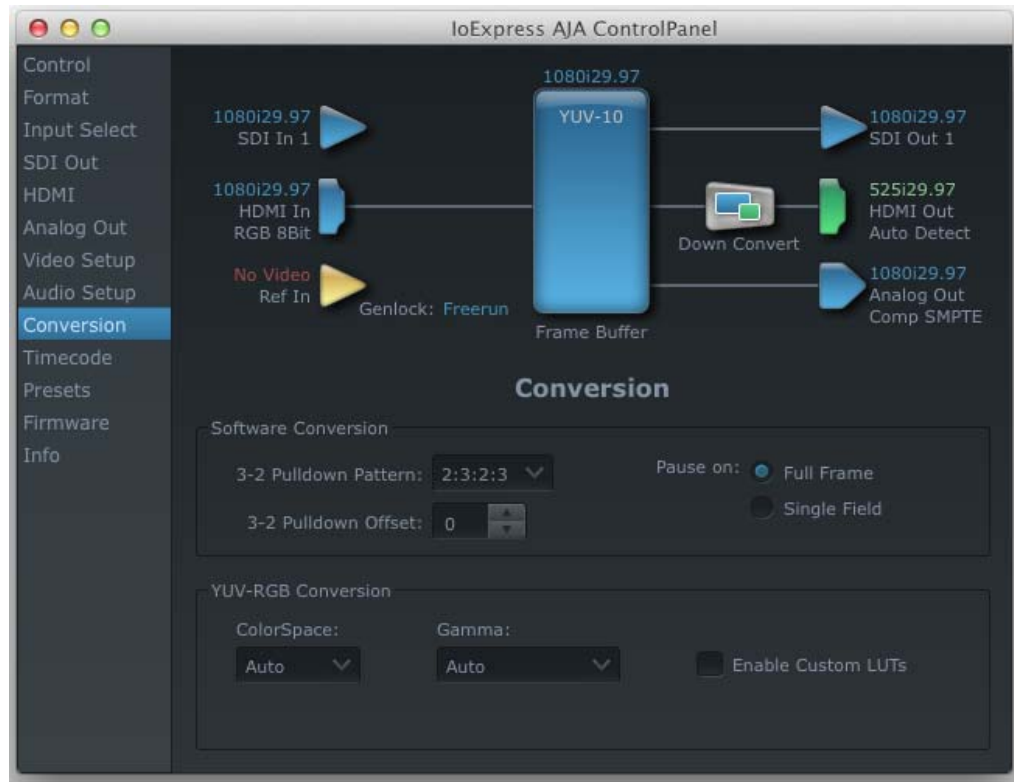 IoExpress AJA ControlPanel
Control
Format
Input Select
SDI Out
HDMI
Analog Out
Video Setup
Audio Setup
Conversion
Timecode
Presets
Firmware
Info
1080i29.97
YUV-10
Frame Buffer
1080i29.97
SDI In 1
1080i29.97
HDMI In
RGB 8Bit
No Video
Ref In
Genlock: Freerun
1080i29.97
SDI Out 1
Down Convert
525i29.97
HDMI Out
Auto Detect
1080i29.97
Analog Out
Comp SMPTE
Conversion
Software Conversion
3-2 Pulldown Pattern: 2:3:2:3
3-2 Pulldown Offset: 0
Pause on: Full Frame
Single Field
YUV-RGB Conversion
ColorSpace:
Auto
Gamma:
Auto
Enable Custom LUTs